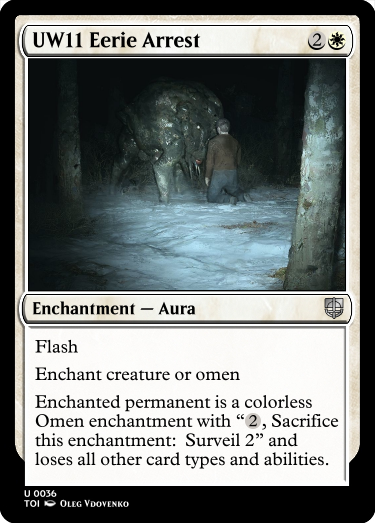 UW11 Eerie Arrest 2
Enchantment — Aura
Flash
Enchant creature or omen
Enchanted permanent is a colorless
Omen enchantment with “2, Sacrifice
this enchantment: Surveil 2” and
loses all other card types and abilities.
U 0036
TOI Oleg Vdovenko